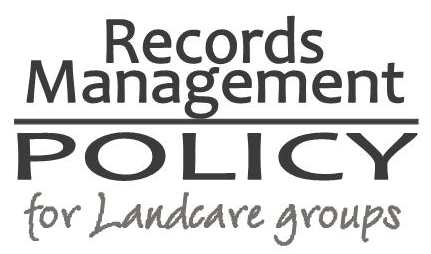 Records
Management
POLICY
for Landcare groups